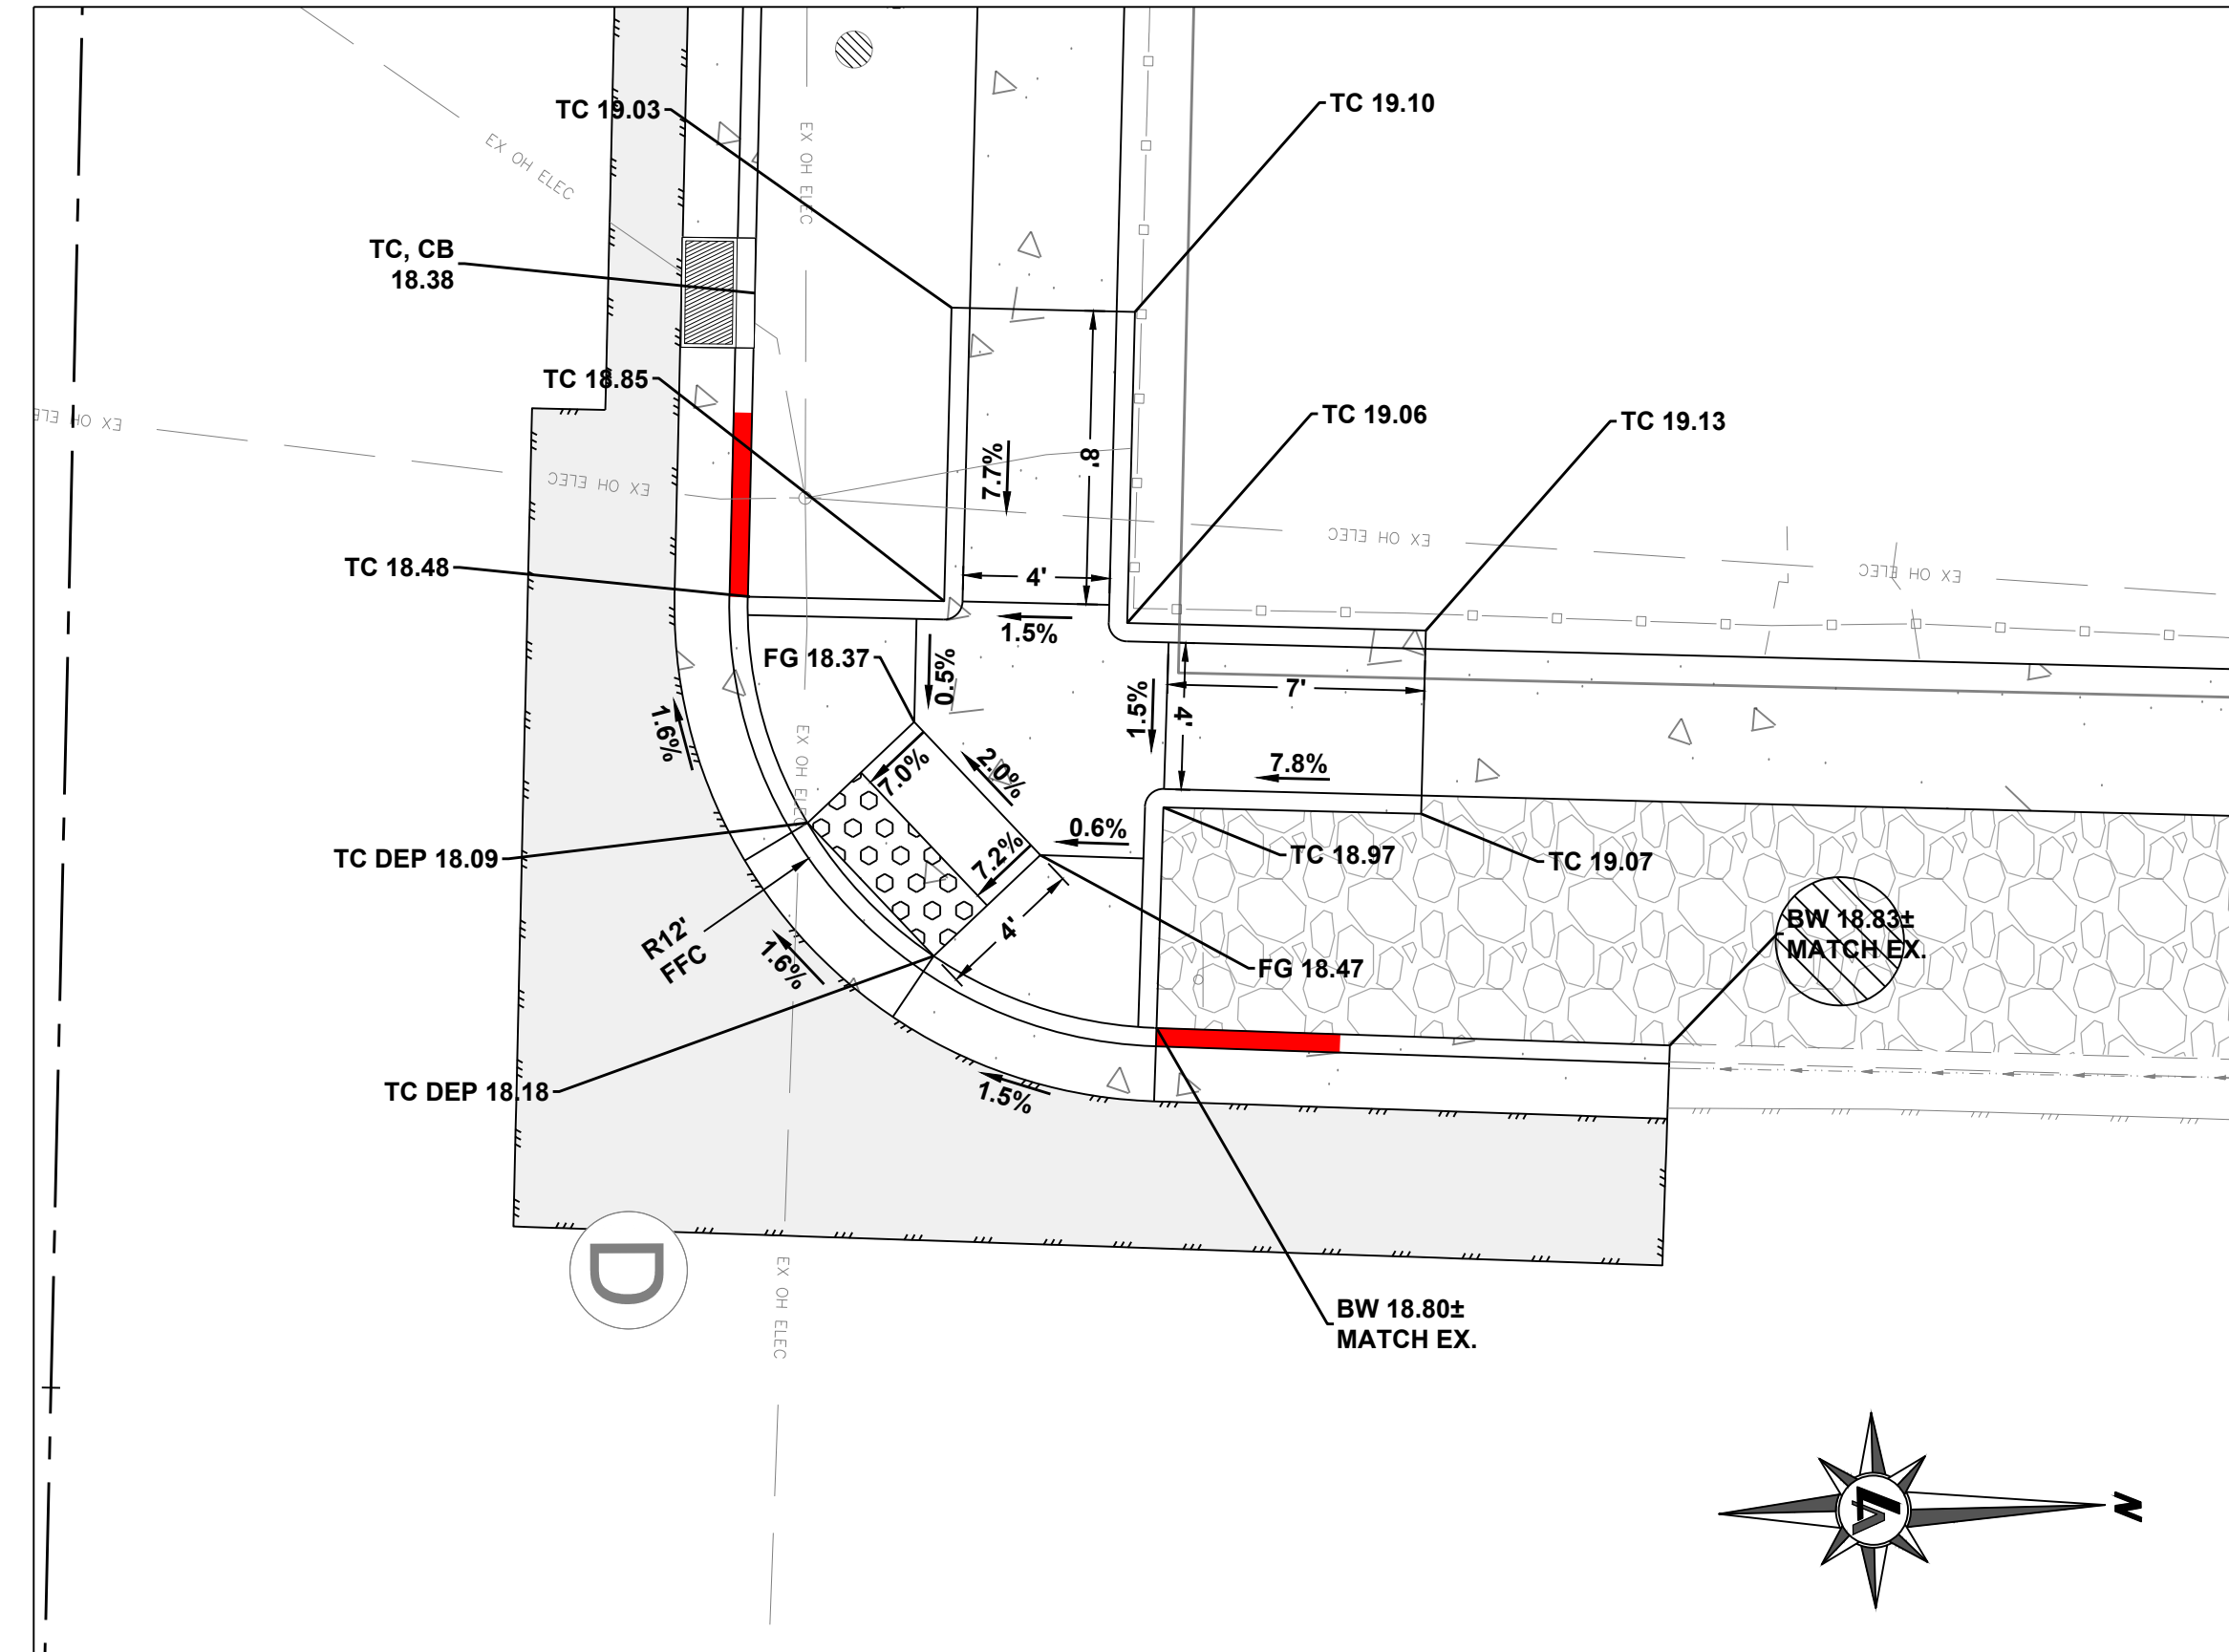 TC 19.03
TC 19.10
EX OH ELEC
EX OH ELEC
TC, CB
18.38
TC 18.85
TC 19.06
TC 19.13
EX OH ELE
EX OH ELEC
7.7%
8'
EX OH ELEC
EX OH ELEC
TC 18.48
4'
1.5%
FG 18.37
0.5%
7'
1.5%
4'
1.6%
EX OH ELEC
7.0%
2.0%
7.8%
0.6%
TC DEP 18.09
7.2%
TC 18.97
TC 19.07
R12'
FFC
4'
BW 18.83±
MATCH EX.
1.6%
FG 18.47
TC DEP 18.18
1.5%
D
EX OH ELEC
BW 18.80±
MATCH EX.
N